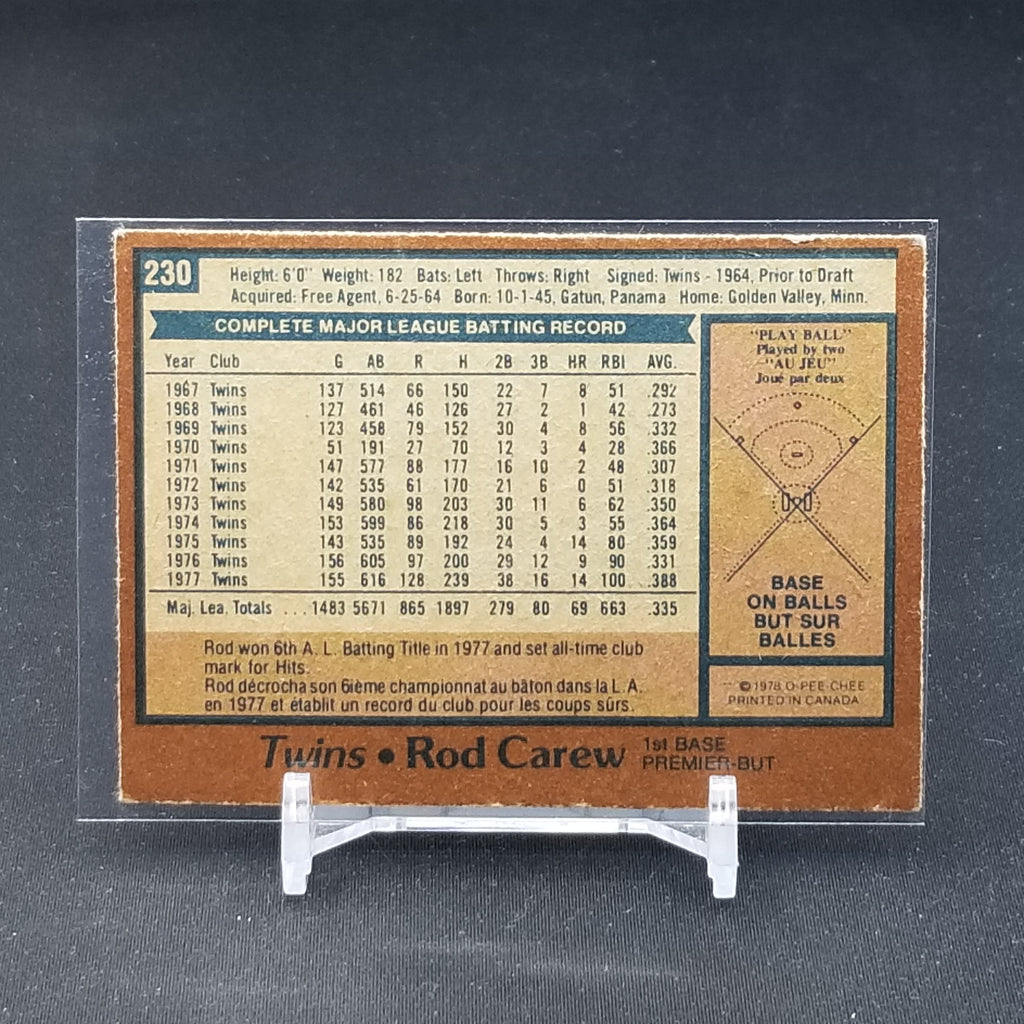 230
Height: 6'0" Weight: 182 Bats: Left Throws: Right Signed: Twins - 1964, Prior to Draft
Acquired: Free Agent, 6-25-64 Born: 10-1-45, Gatun, Panama Home: Golden Valley, Minn.
COMPLETE MAJOR LEAGUE BATTING RECORD
Year Club G AB R H 2B 3B HR RBI AVG.
1967 Twins 137 514 66 150 22 7 8 51 .292
1968 Twins 127 461 46 126 27 2 1 42 .273
1969 Twins 123 458 79 152 30 4 8 56 .332
1970 Twins 51 191 27 70 12 3 4 28 .366
1971 Twins 147 577 88 177 16 10 2 48 .307
1972 Twins 142 535 61 170 21 6 0 51 .318
1973 Twins 149 580 98 203 30 11 6 62 .350
1974 Twins 153 599 86 218 30 5 3 55 .364
1975 Twins 143 535 89 192 24 4 14 80 .359
1976 Twins 156 605 97 200 29 12 9 90 .331
1977 Twins 155 616 128 239 38 16 14 100 .388
Maj. Lea. Totals ... 1483 5671 865 1897 279 80 69 663 .335
Rod won 6th A. L. Batting Title in 1977 and set all-time club
mark for Hits.
Rod décrocha son 6ième championnat au bâton dans la L.A.
en 1977 et établit un record du club pour les coups sûrs.
"PLAY BALL"
Played by two
"AU JEU"
Joué par deux
BASE
ON BALLS
BUT SUR
BALLES
© 1978 O-PEE-CHEE
PRINTED IN CANADA
Twins • Rod Carew
1st BASE
PREMIER-BUT